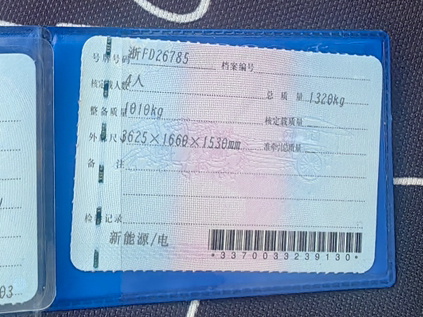 号牌号码 浙FD26785 档案编号
核定载人数 4人 总质量 1320kg
整备质量 1010kg 核定载质量
外廓尺寸 3625×1660×1530mm 准牵引总质量
备注
检验记录
新能源/电
*3370033239130*
03